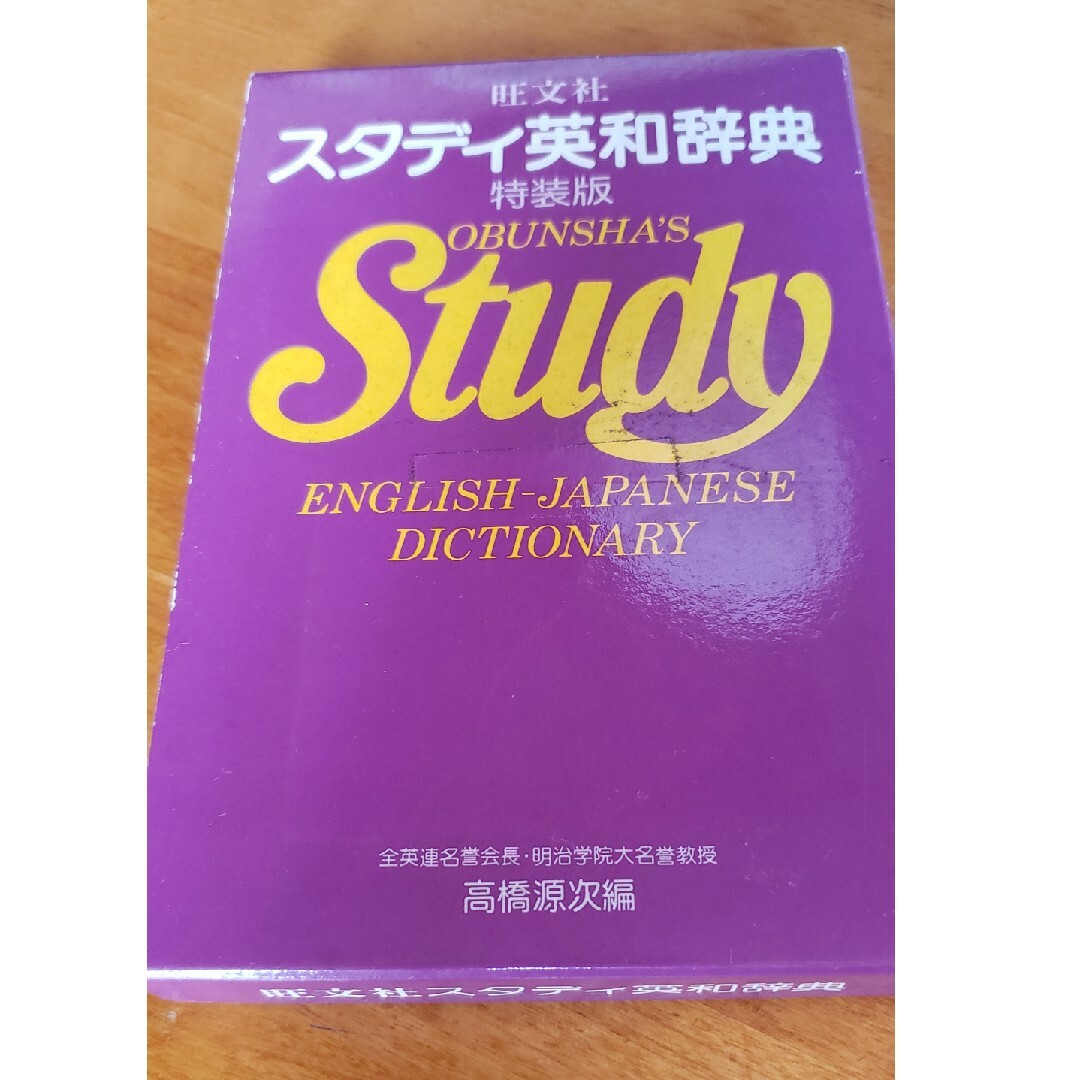 旺文社
スタディ英和辞典
特装版
OBUNSHA'S
Study
ENGLISH-JAPANESE
DICTIONARY
全英連名誉会長・明治学院大名誉教授
高橋源次編
旺文社スタディ英和辞典